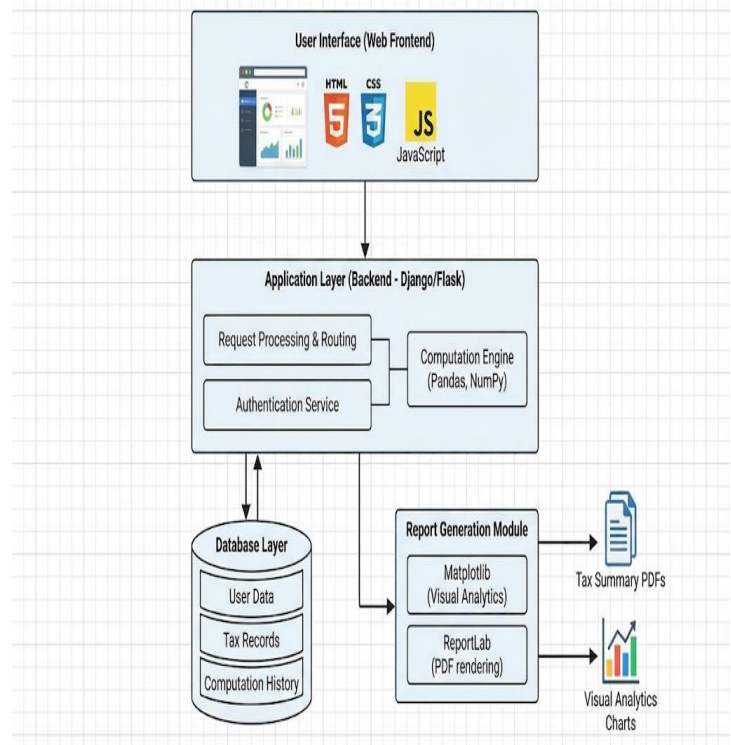 User Interface (Web Frontend)
HTML
5
CSS
3
JS
JavaScript
Application Layer (Backend - Django/Flask)
Request Processing & Routing
Authentication Service
Computation Engine
(Pandas, NumPy)
Database Layer
User Data
Tax Records
Computation History
Report Generation Module
Matplotlib
(Visual Analytics)
ReportLab
(PDF rendering)
Tax Summary PDFs
Visual Analytics
Charts